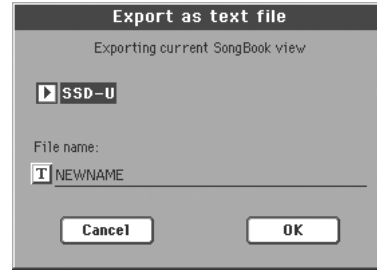 Export as text file
Exporting current SongBook view
SSD-U
File name:
T NEWNAME
Cancel OK